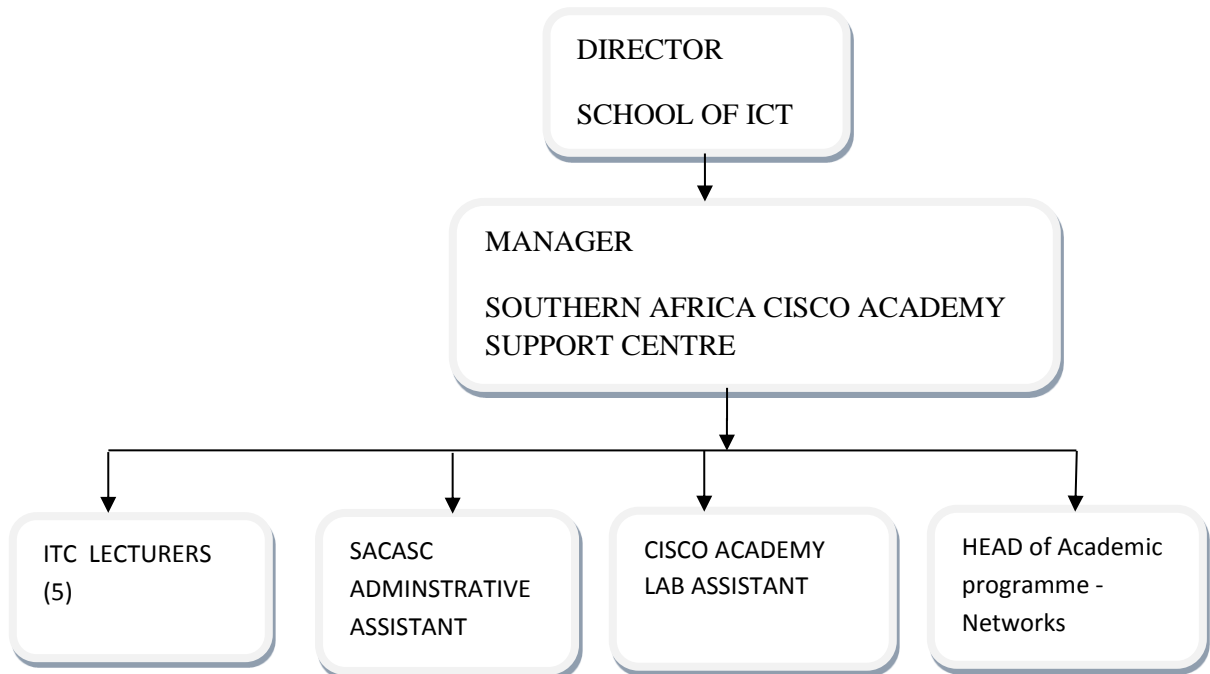 DIRECTOR
SCHOOL OF ICT
MANAGER
SOUTHERN AFRICA CISCO ACADEMY
SUPPORT CENTRE
ITC LECTURERS
(5)
SACASC
ADMINSTRATIVE
ASSISTANT
CISCO ACADEMY
LAB ASSISTANT
HEAD of Academic
programme -
Networks